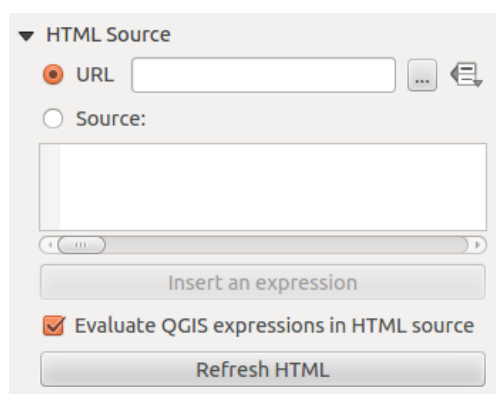 HTML Source
URL ...
Source:
Insert an expression
Evaluate QGIS expressions in HTML source
Refresh HTML